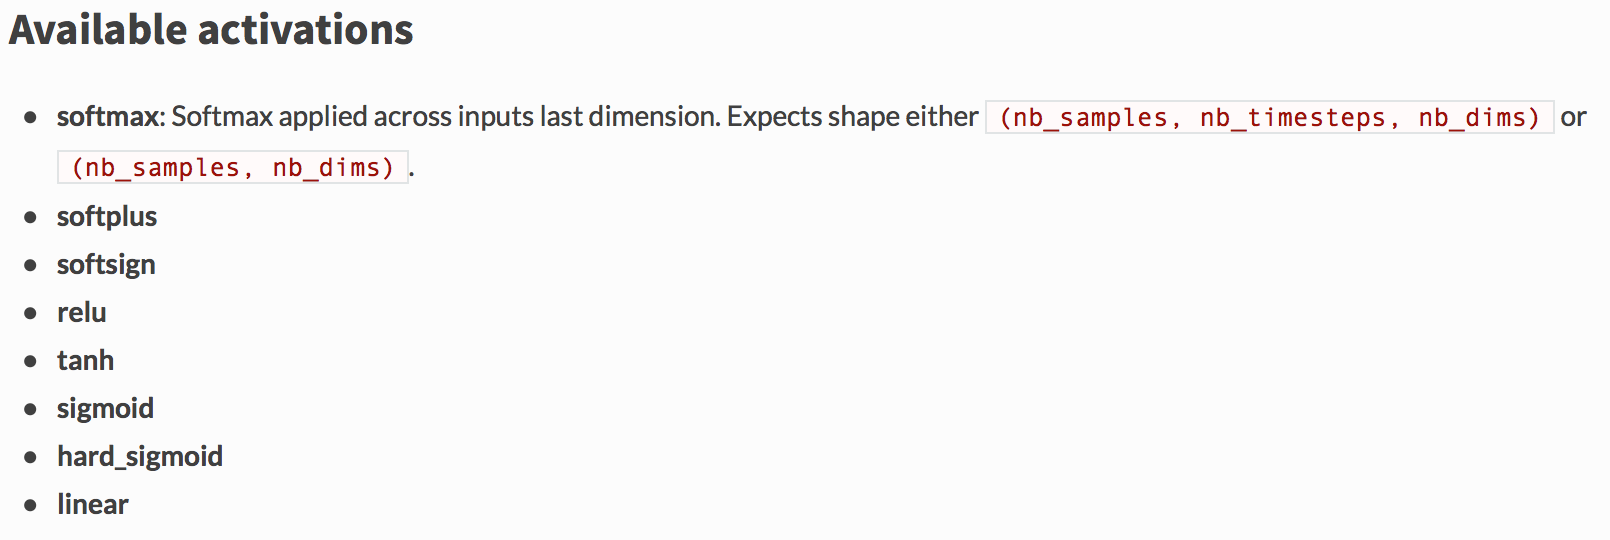 Available activations
softmax: Softmax applied across inputs last dimension. Expects shape either (nb_samples, nb_timesteps, nb_dims) or
(nb_samples, nb_dims).
softplus
softsign
relu
tanh
sigmoid
hard_sigmoid
linear